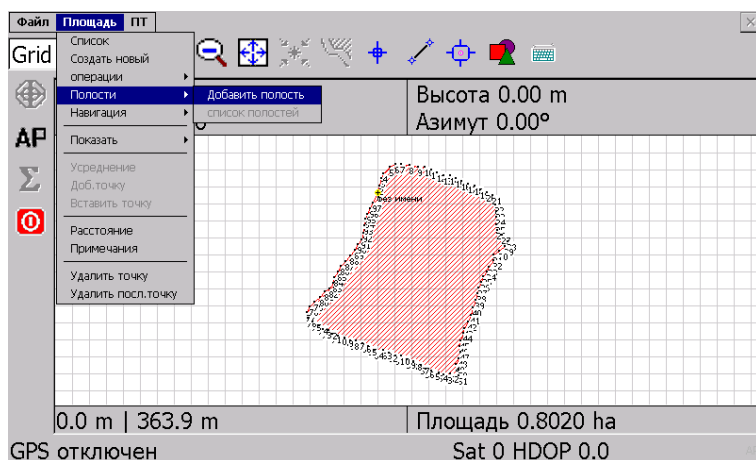 Файл Площадь ПТ
Grid
Список
Создать новый
операции
Полости
Добавить полость
Навигация
список полостей
Показать
Усреднение
Доб.точку
Вставить точку
Расстояние
Примечания
Удалить точку
Удалить посл.точку
Высота 0.00 m
Азимут 0.00º
AP
Σ
без имени
0.0 m | 363.9 m
Площадь 0.8020 ha
GPS отключен
Sat 0 HDOP 0.0